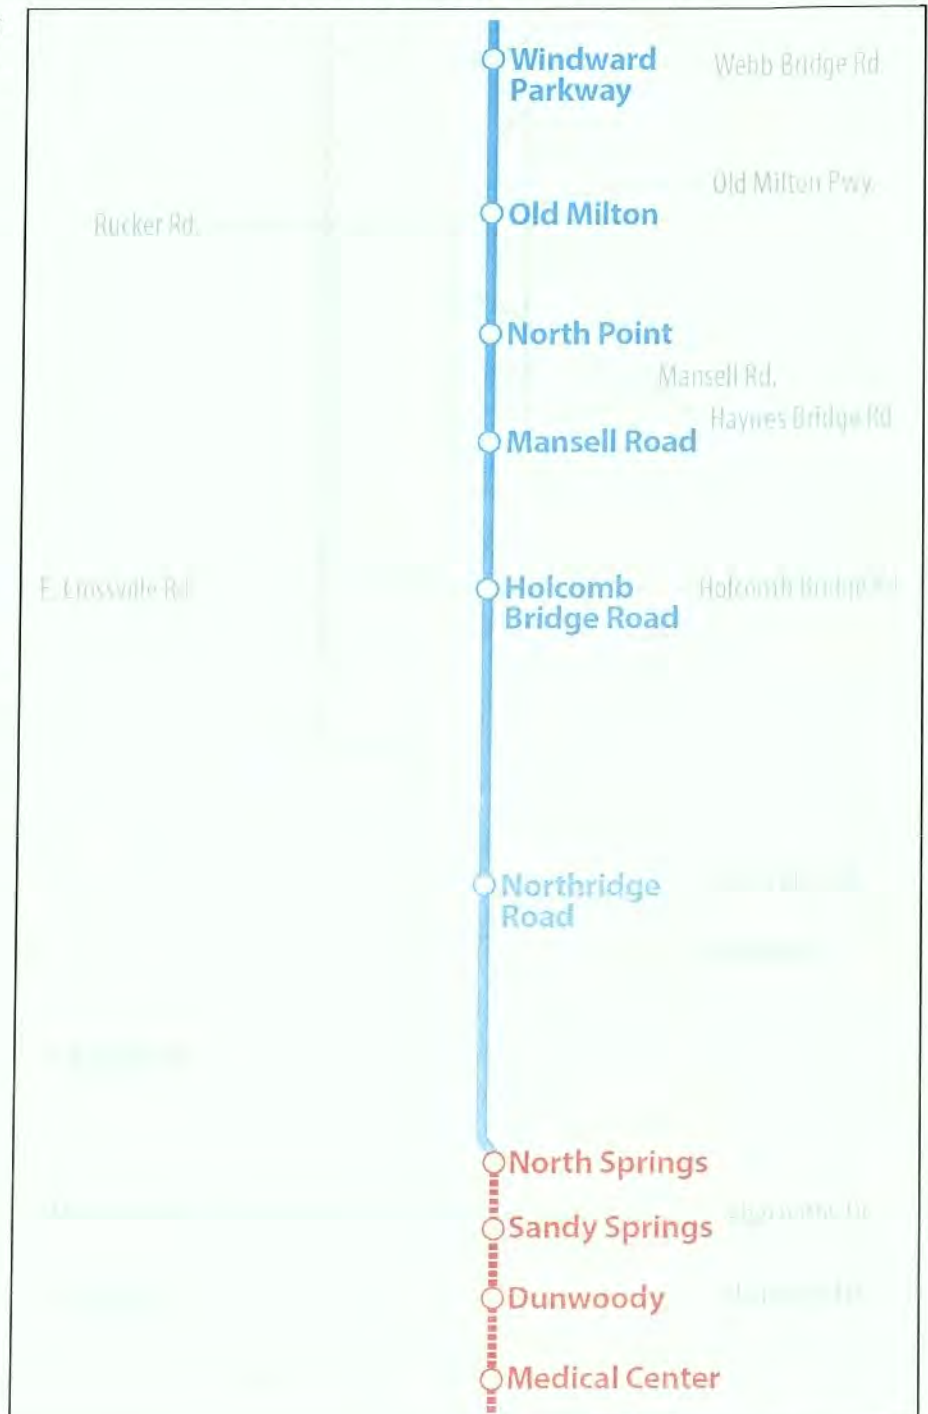 Windward
Parkway
Webb Bridge Rd.
Old Milton Pwy.
Old Milton
Rucker Rd.
North Point
Mansell Rd.
Haynes Bridge Rd.
Mansell Road
E. Crossville Rd.
Holcomb
Bridge Road
Holcomb Bridge Rd.
Northridge
Road
North Springs
Sandy Springs
Dunwoody
Medical Center